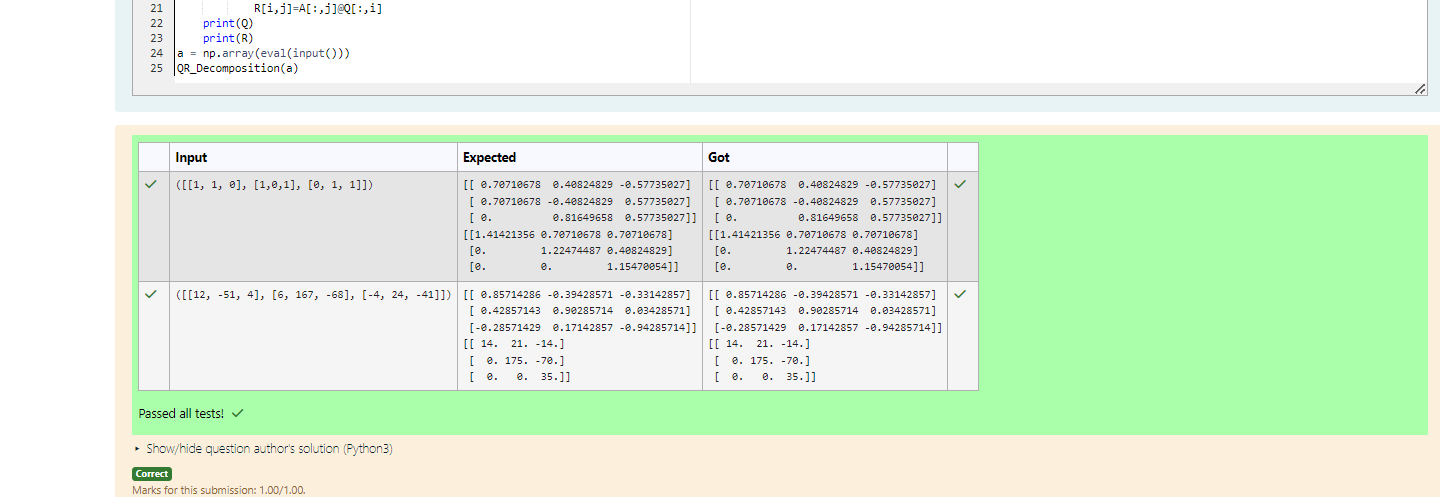 21 R[i,j]=A[:,j]@Q[:,i]
22 print(Q)
23 print(R)
24 a = np.array(eval(input()))
25 QR_Decomposition(a)
Input Expected Got
([[1, 1, 0], [1,0,1], [0, 1, 1]]) [[ 0.70710678 0.40824829 -0.57735027] [[ 0.70710678 0.40824829 -0.57735027]
[ 0.70710678 -0.40824829 0.57735027] [ 0.70710678 -0.40824829 0.57735027]
[ 0. 0.81649658 0.57735027]] [ 0. 0.81649658 0.57735027]]
[[1.41421356 0.70710678 0.70710678] [[1.41421356 0.70710678 0.70710678]
[0. 1.22474487 0.40824829] [0. 1.22474487 0.40824829]
[0. 0. 1.15470054]] [0. 0. 1.15470054]]
([[12, -51, 4], [6, 167, -68], [-4, 24, -41]]) [[ 0.85714286 -0.39428571 -0.33142857] [[ 0.85714286 -0.39428571 -0.33142857]
[ 0.42857143 0.90285714 0.03428571] [ 0.42857143 0.90285714 0.03428571]
[-0.28571429 0.17142857 -0.94285714]] [-0.28571429 0.17142857 -0.94285714]]
[[ 14. 21. -14.] [[ 14. 21. -14.]
[ 0. 175. -70.] [ 0. 175. -70.]
[ 0. 0. 35.]] [ 0. 0. 35.]]
Passed all tests!
Show/hide question author's solution (Python3)
Correct
Marks for this submission: 1.00/1.00.